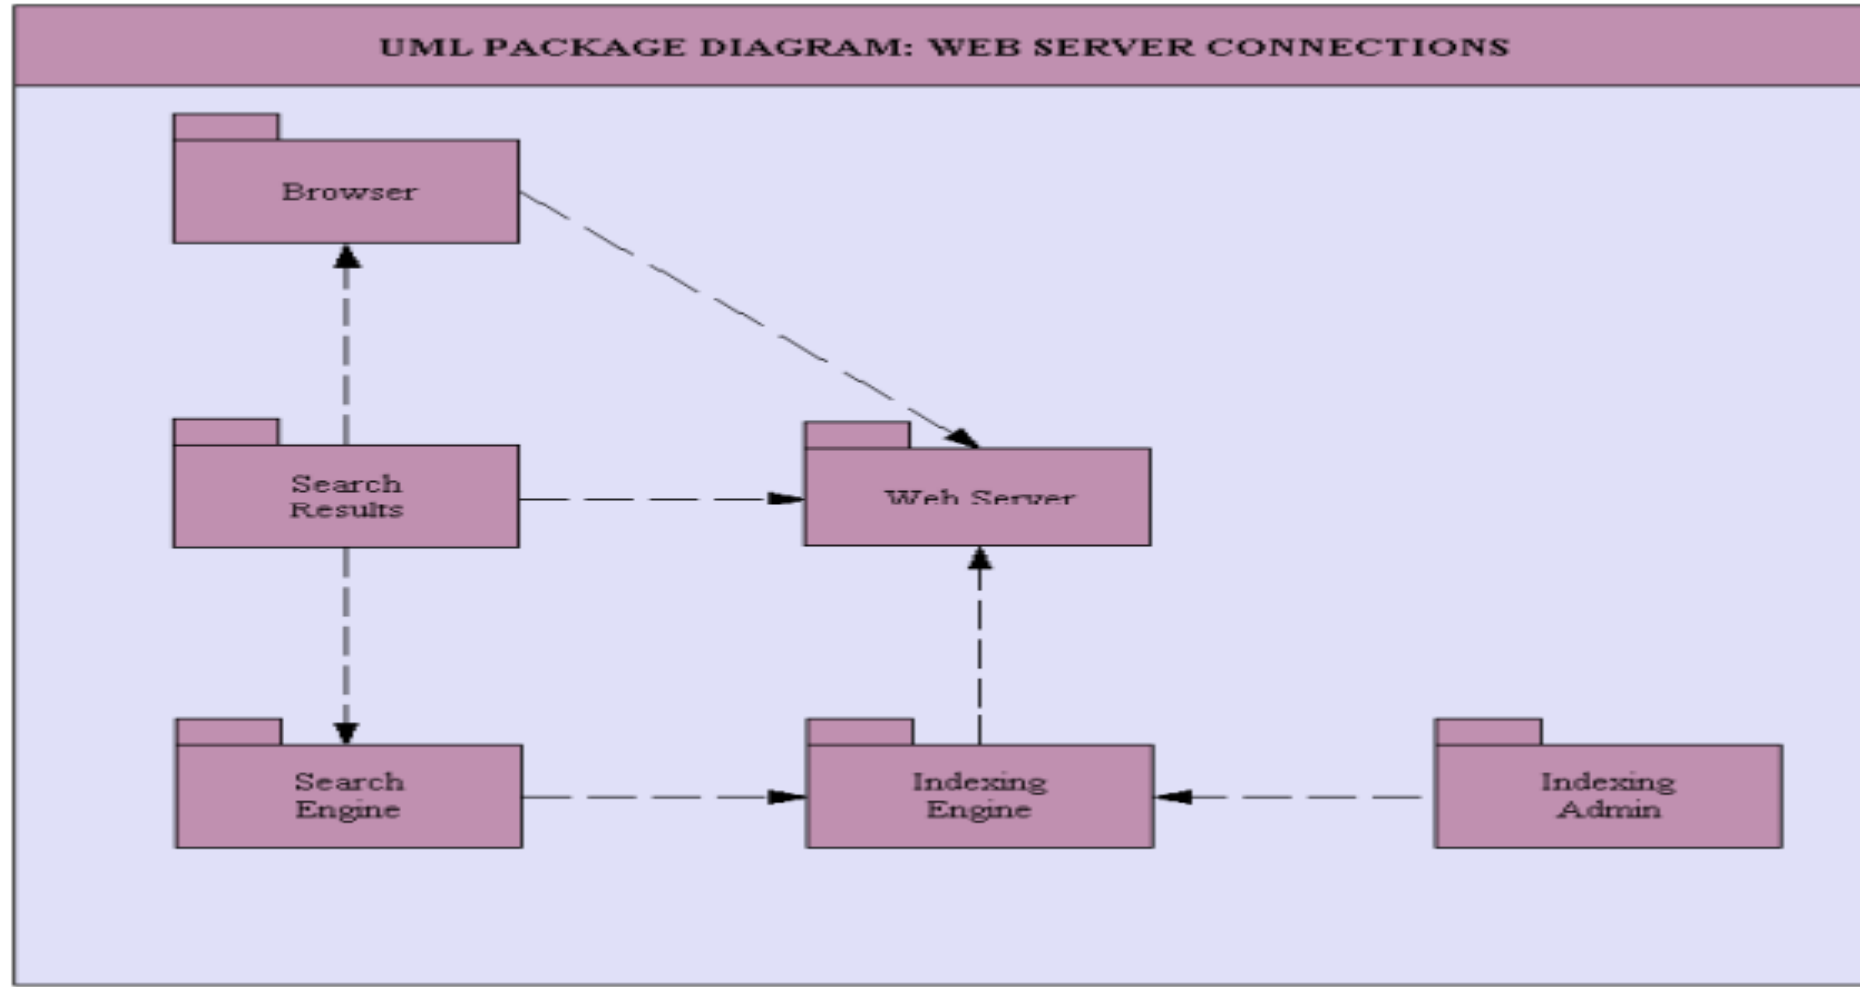 UML PACKAGE DIAGRAM: WEB SERVER CONNECTIONS
Browser
Search
Results
Web Server
Search
Engine
Indexing
Engine
Indexing
Admin